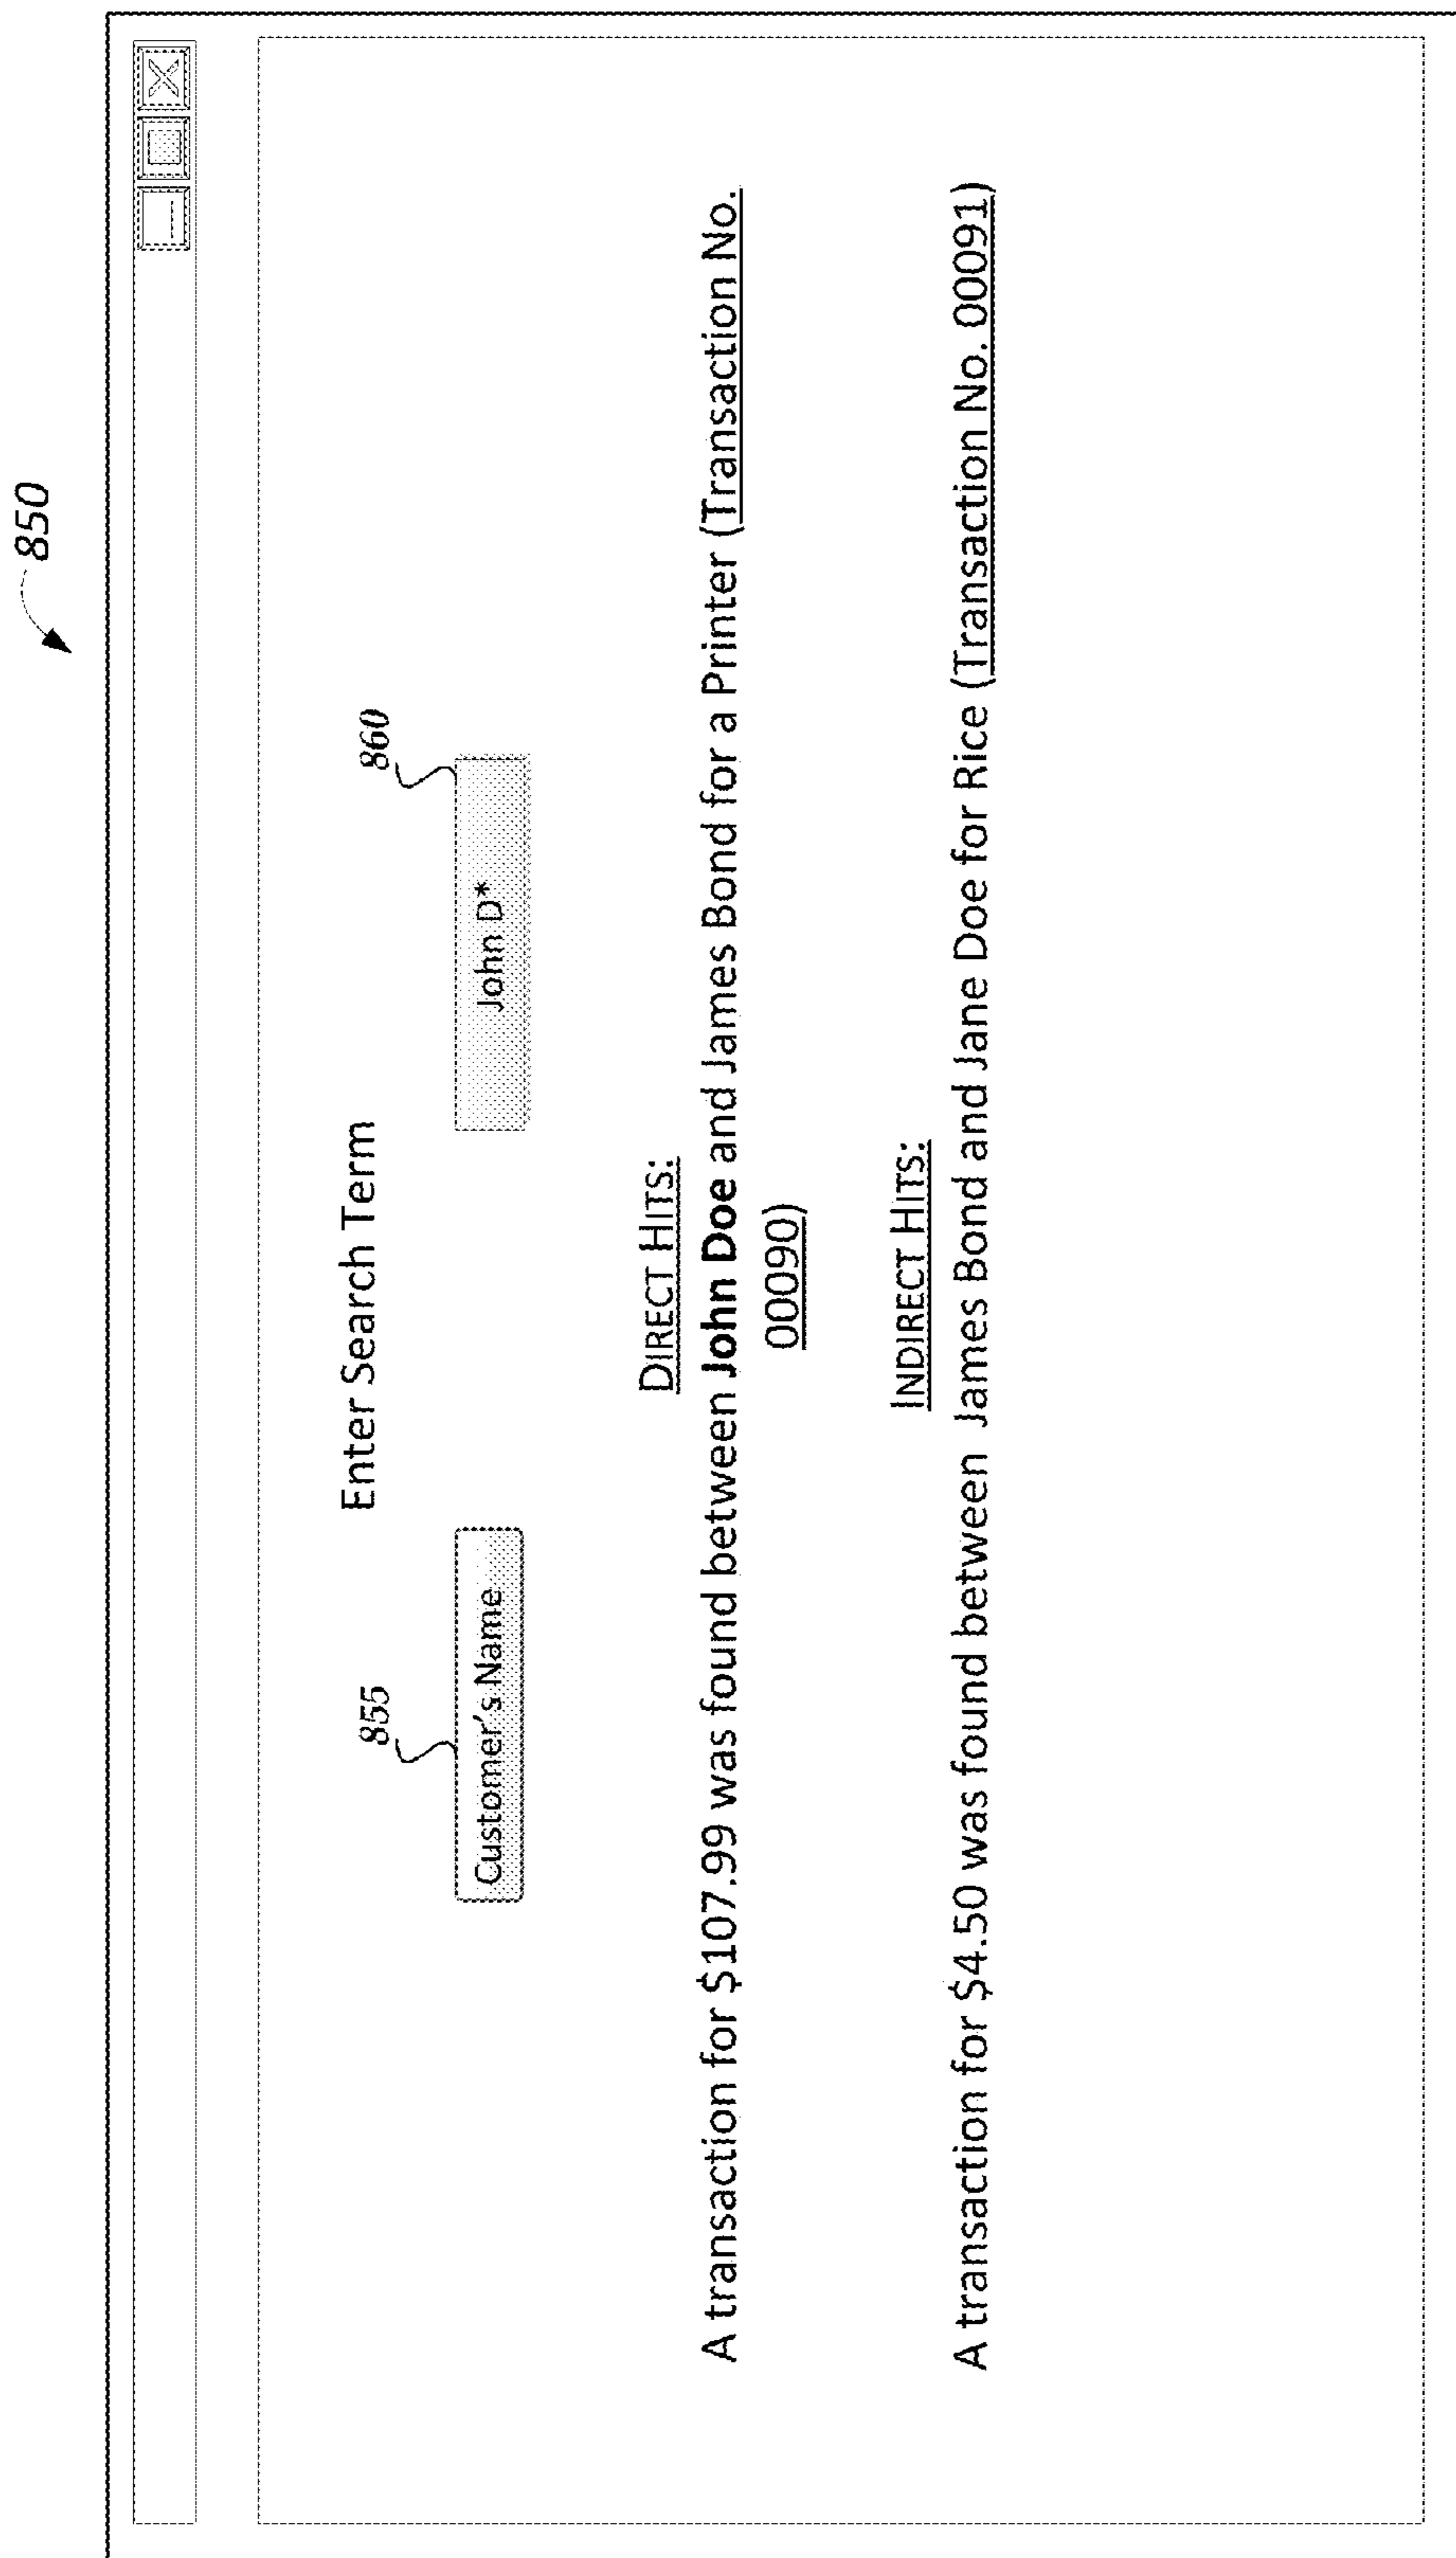 850
Enter Search Term
855
860
Customer's Name
John D*
DIRECT HITS:
A transaction for $107.99 was found between John Doe and James Bond for a Printer (Transaction No.
00090)
INDIRECT HITS:
A transaction for $4.50 was found between James Bond and Jane Doe for Rice (Transaction No. 00091)